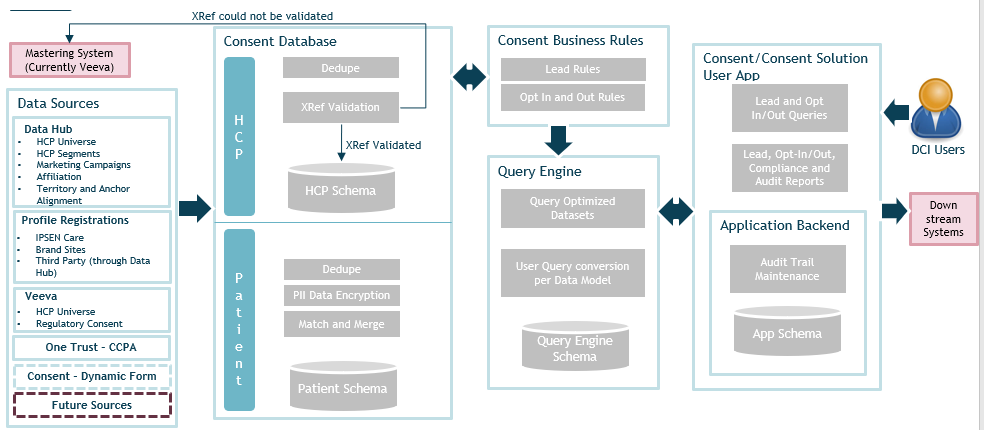 XRef could not be validated
Mastering System
(Currently Veeva)
Data Sources
Data Hub
• HCP Universe
• HCP Segments
• Marketing Campaigns
• Affiliation
• Territory and Anchor
Alignment
Profile Registrations
• IPSEN Care
• Brand Sites
• Third Party (through Data
Hub)
Veeva
• HCP Universe
• Regulatory Consent
One Trust - CCPA
Consent - Dynamic Form
Future Sources
Consent Database
HCP
Dedupe
XRef Validation
XRef Validated
HCP Schema
Patient
Dedupe
PII Data Encryption
Match and Merge
Patient Schema
Consent Business Rules
Lead Rules
Opt In and Out Rules
Query Engine
Query Optimized
Datasets
User Query conversion
per Data Model
Query Engine
Schema
Consent/Consent Solution
User App
Lead and Opt
In/Out Queries
Lead, Opt-In/Out,
Compliance and
Audit Reports
Application Backend
Audit Trail
Maintenance
App Schema
DCI Users
Down
stream
Systems